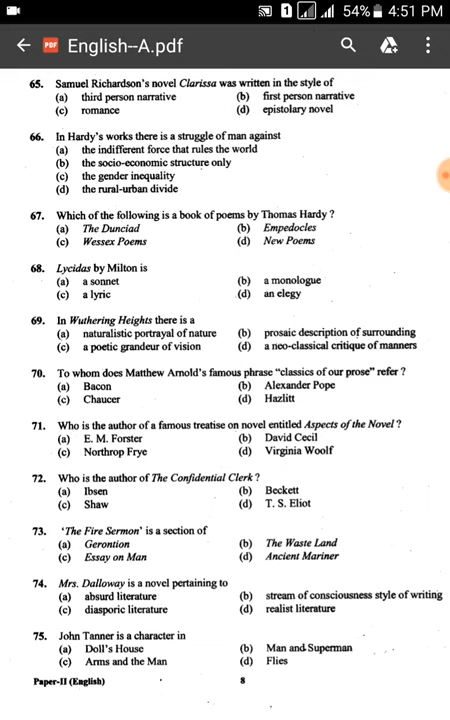 1 54% 4:51 PM
PDF English--A.pdf
65. Samuel Richardson's novel Clarissa was written in the style of
(a) third person narrative (b) first person narrative
(c) romance (d) epistolary novel
66. In Hardy's works there is a struggle of man against
(a) the indifferent force that rules the world
(b) the socio-economic structure only
(c) the gender inequality
(d) the rural-urban divide
67. Which of the following is a book of poems by Thomas Hardy ?
(a) The Dunciad (b) Empedocles
(c) Wessex Poems (d) New Poems
68. Lycidas by Milton is
(a) a sonnet (b) a monologue
(c) a lyric (d) an elegy
69. In Wuthering Heights there is a
(a) naturalistic portrayal of nature (b) prosaic description of surrounding
(c) a poetic grandeur of vision (d) a neo-classical critique of manners
70. To whom does Matthew Arnold's famous phrase “classics of our prose” refer ?
(a) Bacon (b) Alexander Pope
(c) Chaucer (d) Hazlitt
71. Who is the author of a famous treatise on novel entitled Aspects of the Novel ?
(a) E. M. Forster (b) David Cecil
(c) Northrop Frye (d) Virginia Woolf
72. Who is the author of The Confidential Clerk ?
(a) Ibsen (b) Beckett
(c) Shaw (d) T. S. Eliot
73. ‘The Fire Sermon’ is a section of
(a) Gerontion (b) The Waste Land
(c) Essay on Man (d) Ancient Mariner
74. Mrs. Dalloway is a novel pertaining to
(a) absurd literature (b) stream of consciousness style of writing
(c) diasporic literature (d) realist literature
75. John Tanner is a character in
(a) Doll's House (b) Man and Superman
(c) Arms and the Man (d) Flies
Paper-II (English) 8